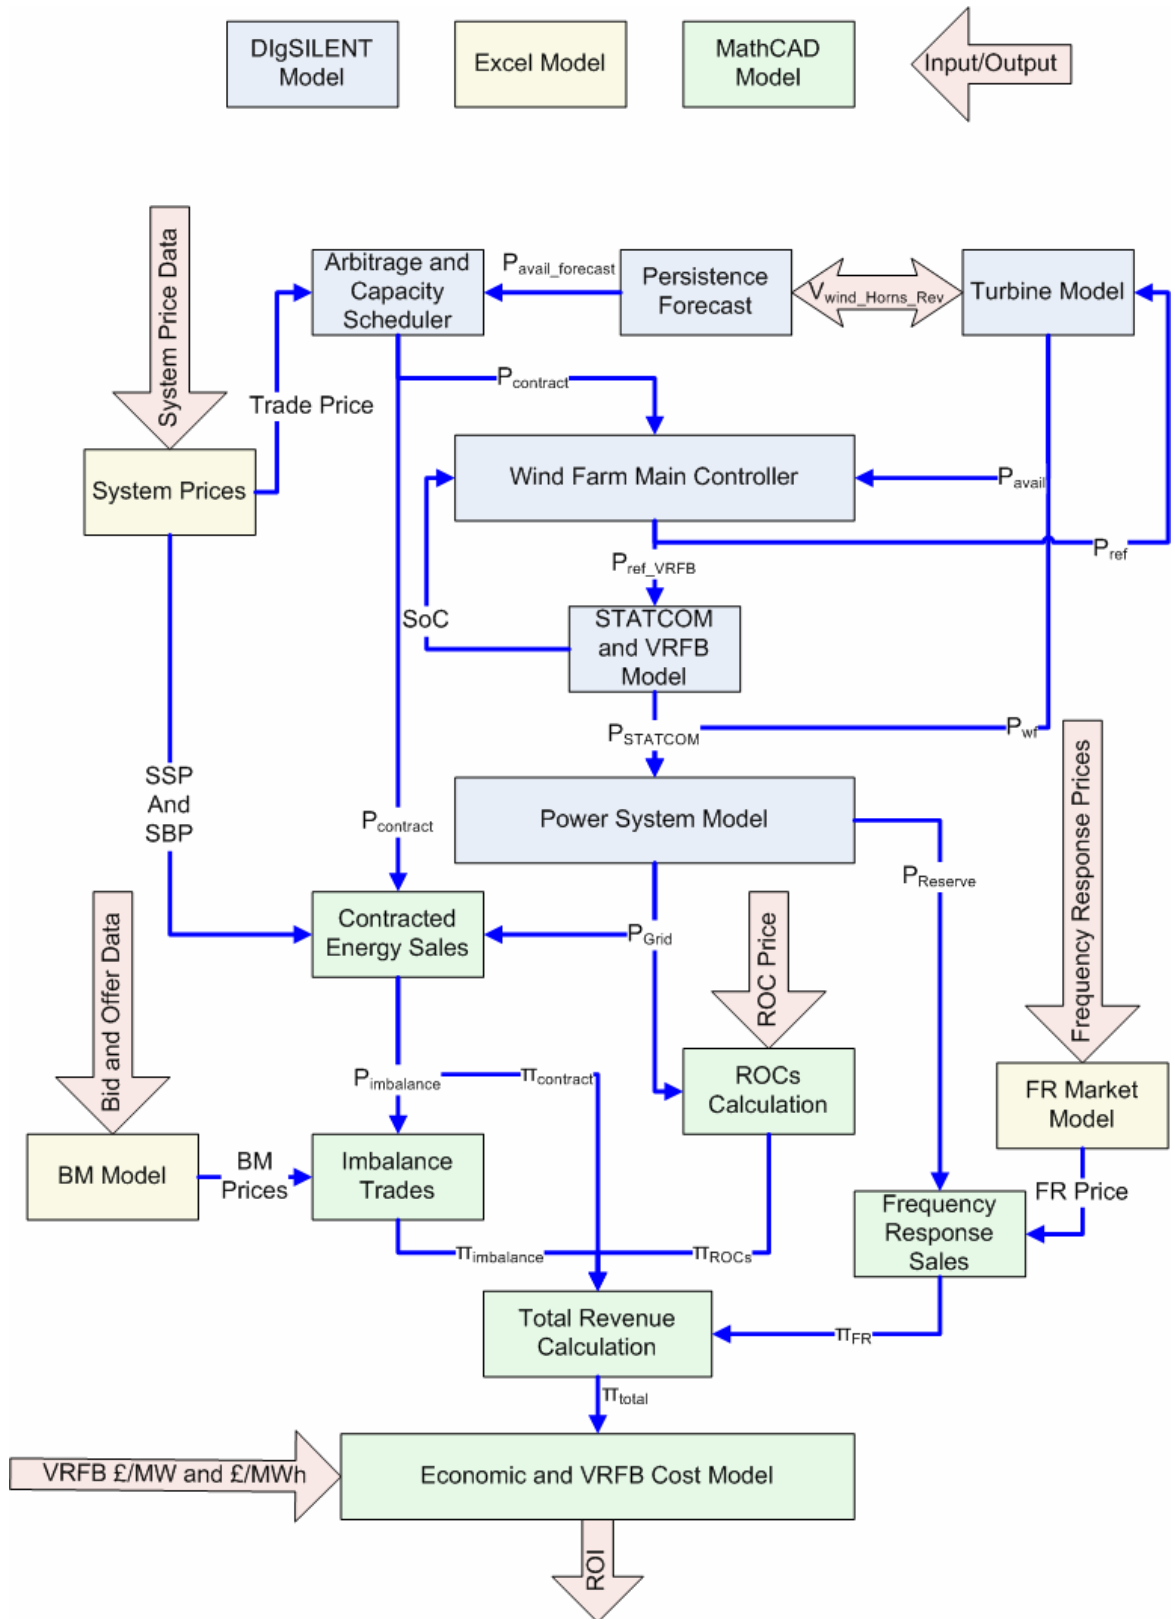 DIgSILENT
Model
Excel Model
MathCAD
Model
Input/Output
System Price Data
Arbitrage and
Capacity
Scheduler
Pavail_forecast
Persistence
Forecast
Vwind_Horns_Rev
Turbine Model
Trade Price
Pcontract
System Prices
Wind Farm Main Controller
Pavail
Pref
Pref_VRFB
SoC
STATCOM
and VRFB
Model
PSTATCOM
Pwf
SSP
And
SBP
Pcontract
Power System Model
Frequency Response Prices
PReserve
Bid and Offer Data
Contracted
Energy Sales
PGrid
ROC Price
Pimbalance
πcontract
ROCs
Calculation
FR Market
Model
BM Model
BM
Prices
Imbalance
Trades
FR Price
Frequency
Response
Sales
πimbalance
πROCs
Total Revenue
Calculation
πFR
πtotal
VRFB £/MW and £/MWh
Economic and VRFB Cost Model
ROI